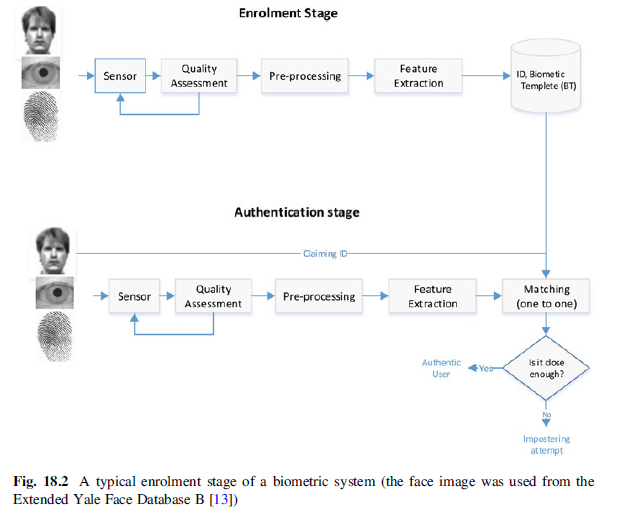 Enrolment Stage
Sensor
Quality
Assessment
Pre-processing
Feature
Extraction
ID, Biometic
Templete (BT)
Authentication stage
Claiming ID
Sensor
Quality
Assessment
Pre-processing
Feature
Extraction
Matching
(one to one)
Is it close
enough?
Yes
Authentic
User
No
Impostering
attempt
Fig. 18.2 A typical enrolment stage of a biometric system (the face image was used from the
Extended Yale Face Database B [13])